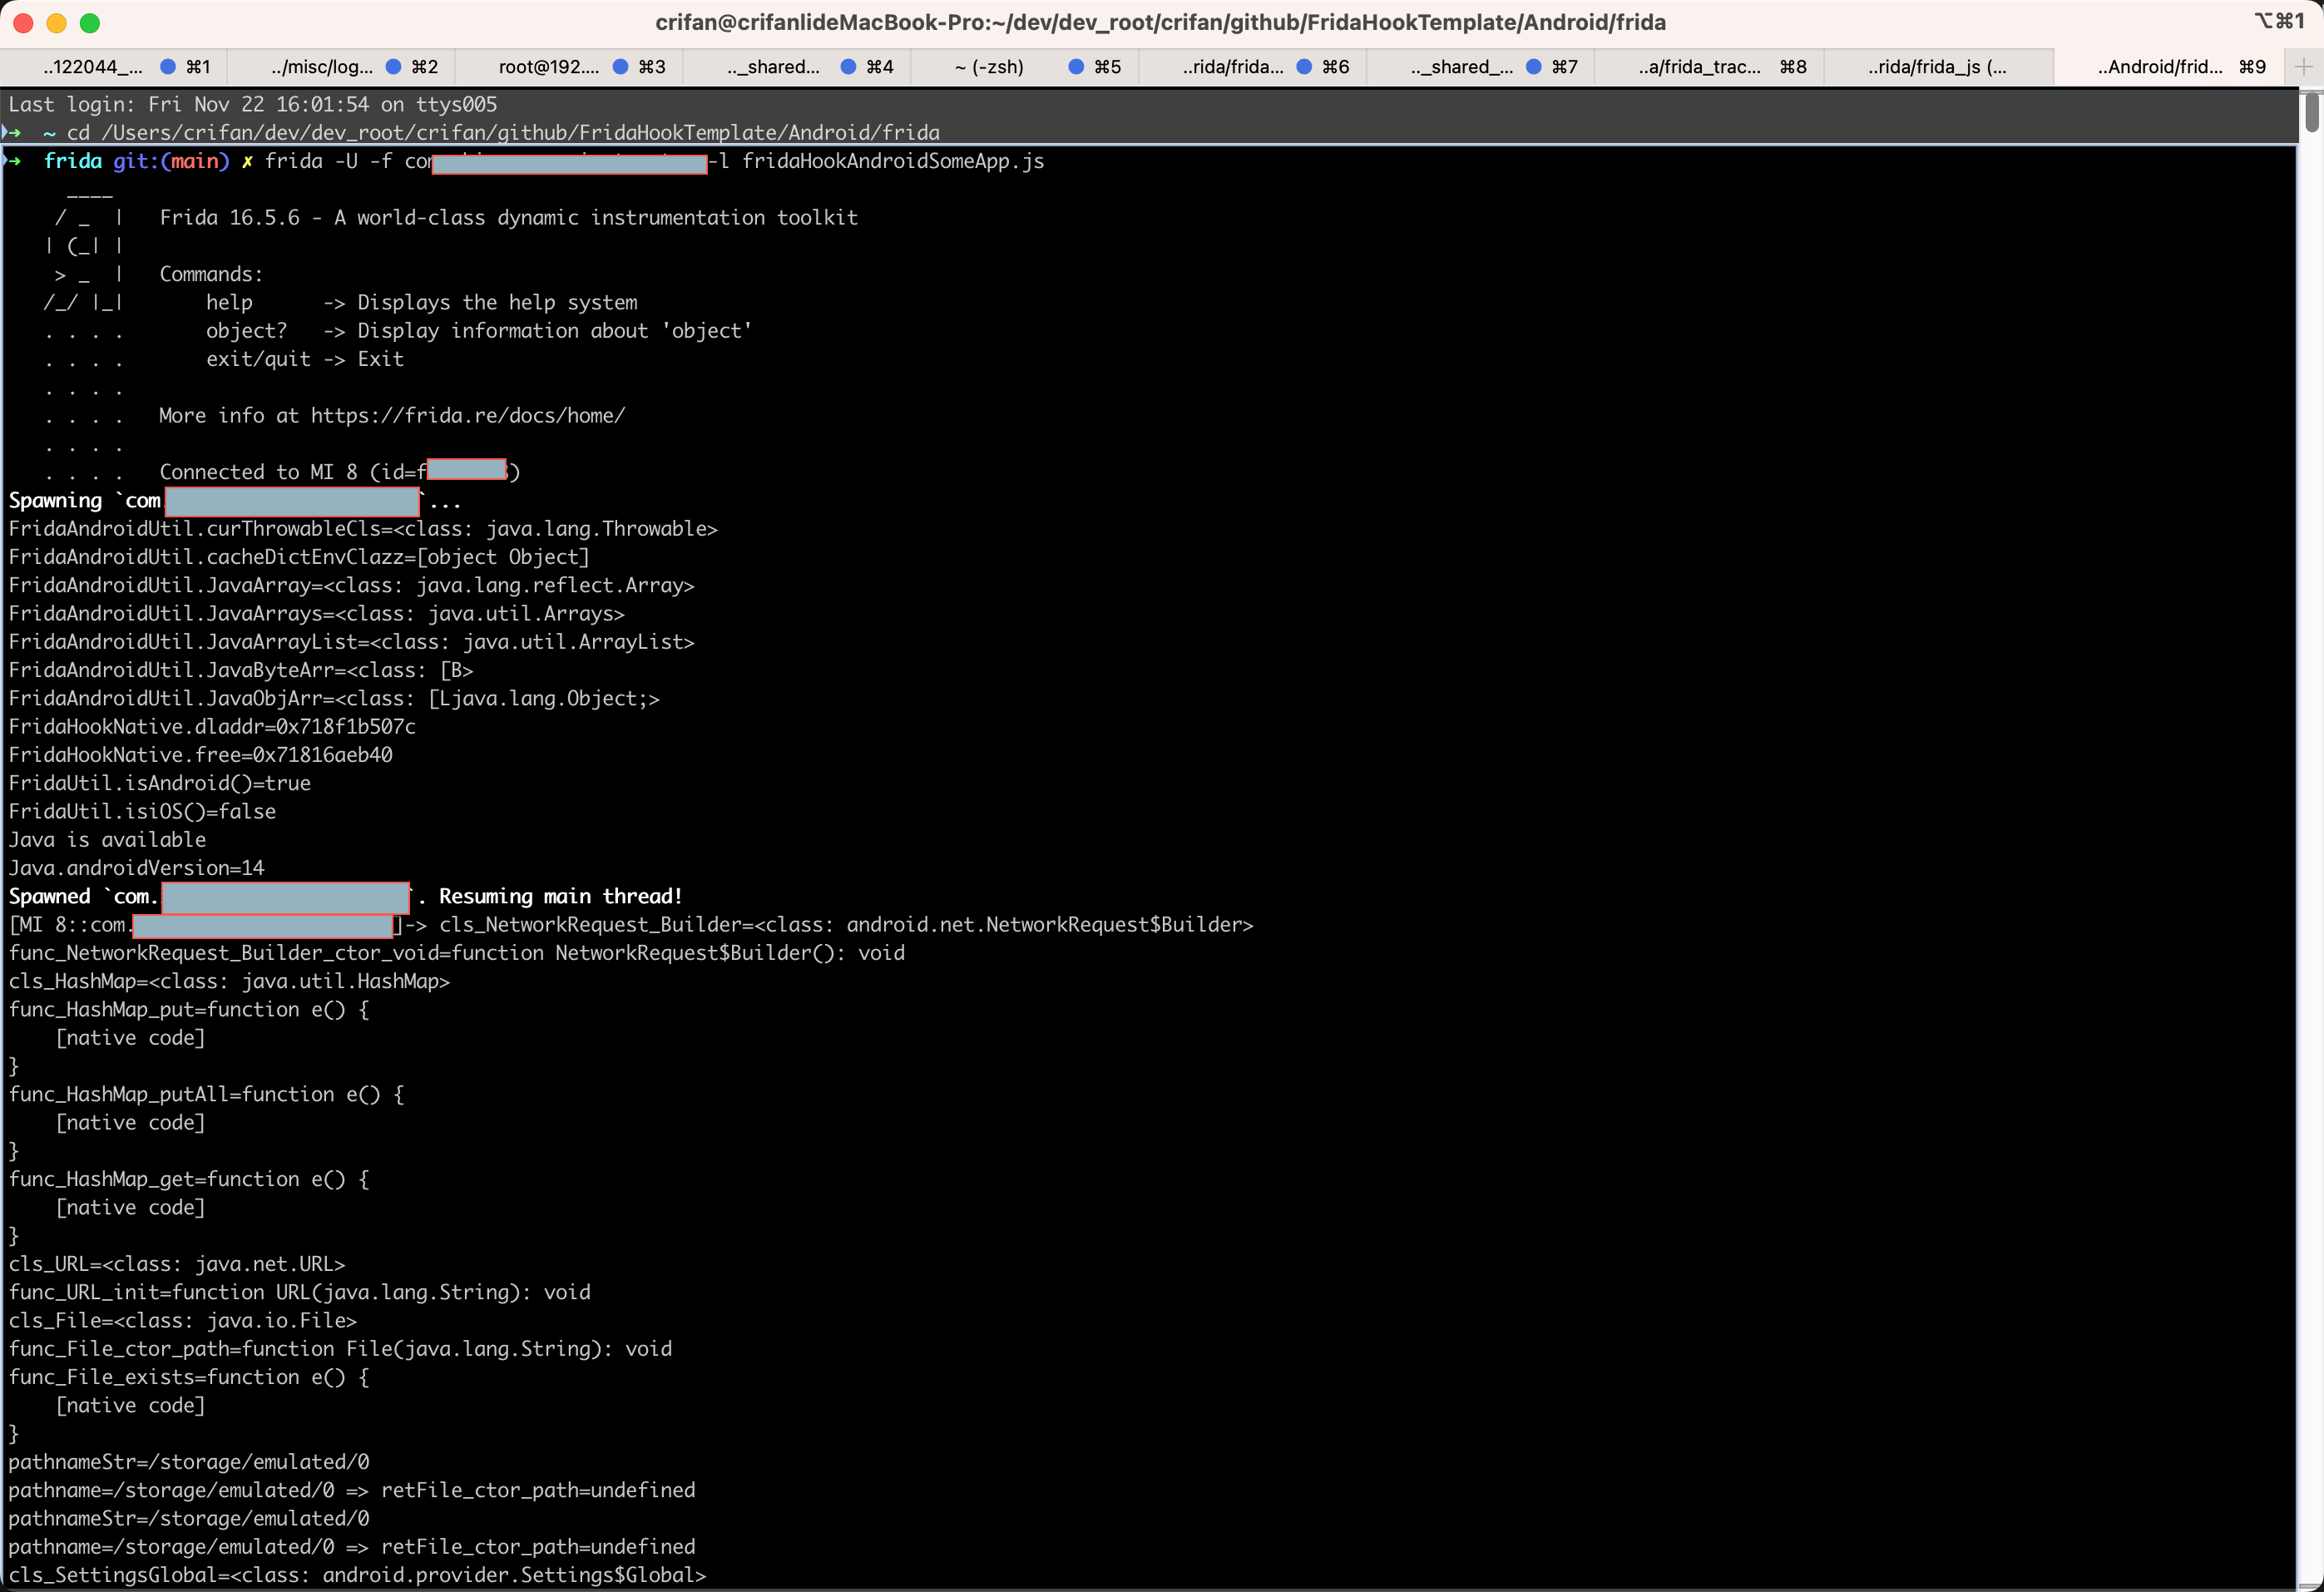 crifan@crifanlideMacBook-Pro:~/dev/dev_root/crifan/github/FridaHookTemplate/Android/frida ⌥⌘1
..122044_... ⌘1 ../misc/log... ⌘2 root@192.... ⌘3 .._shared... ⌘4 ~ (-zsh) ⌘5 ..rida/frida... ⌘6 .._shared_... ⌘7 ..a/frida_trac... ⌘8 ..rida/frida_js (... ..Android/frid... ⌘9
Last login: Fri Nov 22 16:01:54 on ttys005
➜  ~ cd /Users/crifan/dev/dev_root/crifan/github/FridaHookTemplate/Android/frida
➜  frida git:(main) ✗ frida -U -f -l fridaHookAndroidSomeApp.js
     ____
    / _  |   Frida 16.5.6 - A world-class dynamic instrumentation toolkit
   | (_| |
    > _  |   Commands:
   /_/ |_|       help      -> Displays the help system
   . . . .       object?   -> Display information about 'object'
   . . . .       exit/quit -> Exit
   . . . .
   . . . .   More info at https://frida.re/docs/home/
   . . . .
   . . . .   Connected to MI 8 (id=f )
Spawning `com `...
FridaAndroidUtil.curThrowableCls=<class: java.lang.Throwable>
FridaAndroidUtil.cacheDictEnvClazz=[object Object]
FridaAndroidUtil.JavaArray=<class: java.lang.reflect.Array>
FridaAndroidUtil.JavaArrays=<class: java.util.Arrays>
FridaAndroidUtil.JavaArrayList=<class: java.util.ArrayList>
FridaAndroidUtil.JavaByteArr=<class: [B>
FridaAndroidUtil.JavaObjArr=<class: [Ljava.lang.Object;>
FridaHookNative.dladdr=0x718f1b507c
FridaHookNative.free=0x71816aeb40
FridaUtil.isAndroid()=true
FridaUtil.isiOS()=false
Java is available
Java.androidVersion=14
Spawned `com. `. Resuming main thread!
[MI 8::com. ]-> cls_NetworkRequest_Builder=<class: android.net.NetworkRequest$Builder>
func_NetworkRequest_Builder_ctor_void=function NetworkRequest$Builder(): void
cls_HashMap=<class: java.util.HashMap>
func_HashMap_put=function e() {
    [native code]
}
func_HashMap_putAll=function e() {
    [native code]
}
func_HashMap_get=function e() {
    [native code]
}
cls_URL=<class: java.net.URL>
func_URL_init=function URL(java.lang.String): void
cls_File=<class: java.io.File>
func_File_ctor_path=function File(java.lang.String): void
func_File_exists=function e() {
    [native code]
}
pathnameStr=/storage/emulated/0
pathname=/storage/emulated/0 => retFile_ctor_path=undefined
pathnameStr=/storage/emulated/0
pathname=/storage/emulated/0 => retFile_ctor_path=undefined
cls_SettingsGlobal=<class: android.provider.Settings$Global>